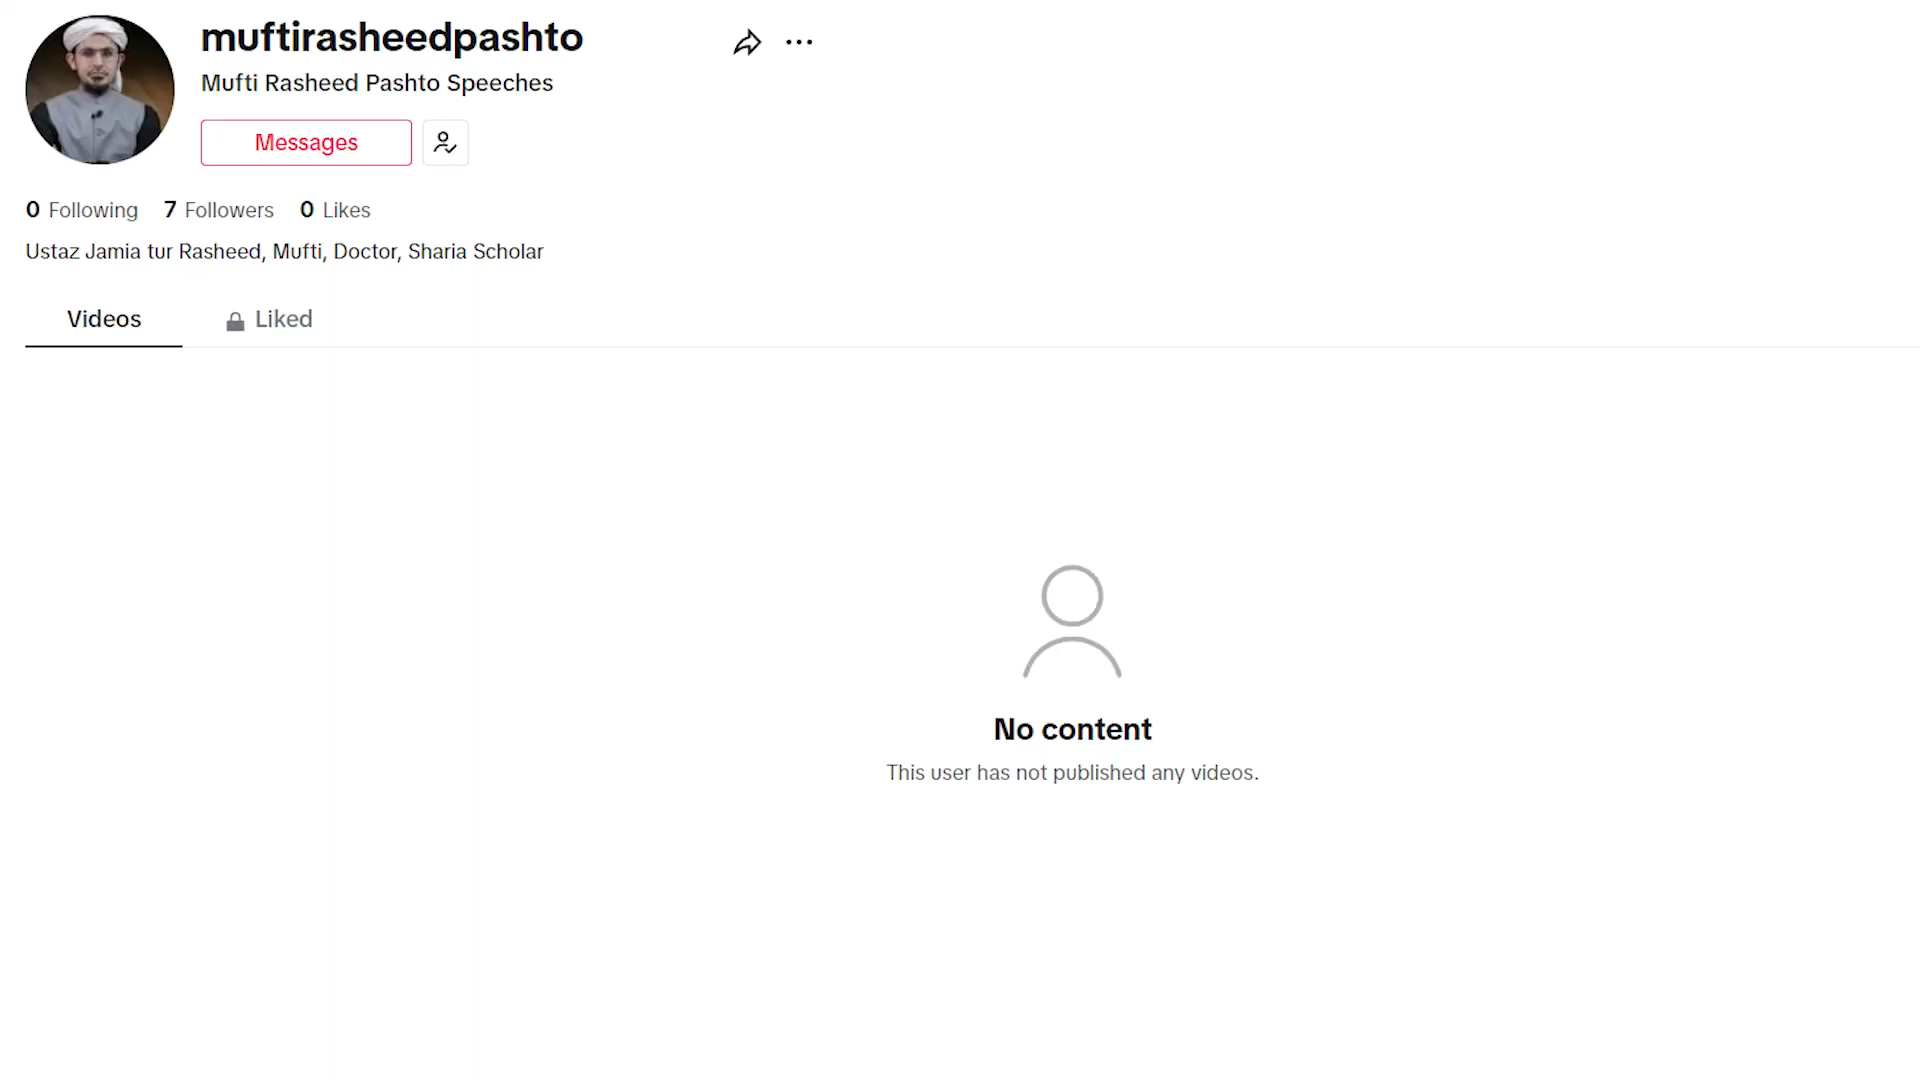 muftirasheedpashto
Mufti Rasheed Pashto Speeches
Messages
0 Following 7 Followers 0 Likes
Ustaz Jamia tur Rasheed, Mufti, Doctor, Sharia Scholar
Videos Liked
No content
This user has not published any videos.